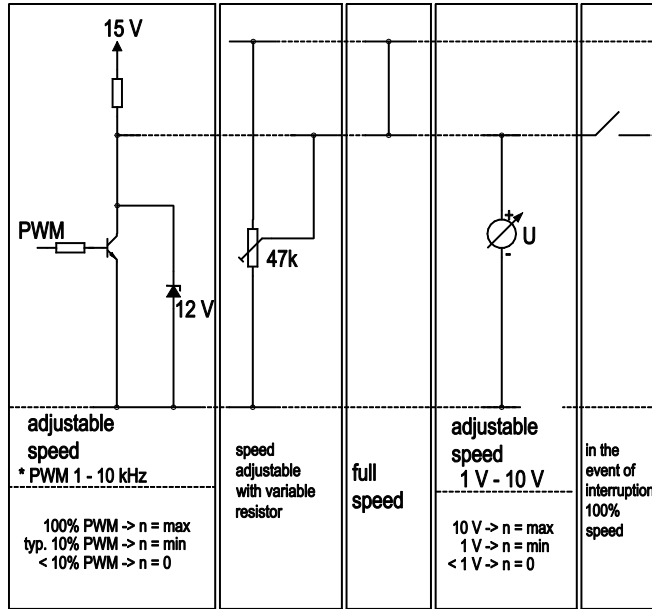 15 V
PWM
12 V
adjustable
speed
* PWM 1 - 10 kHz
100% PWM -> n = max
typ. 10% PWM -> n = min
< 10% PWM -> n = 0
47k
speed
adjustable
with variable
resistor
full
speed
+
U
-
adjustable
speed
1 V - 10 V
10 V -> n = max
1 V -> n = min
< 1 V -> n = 0
in the
event of
interruption
100%
speed